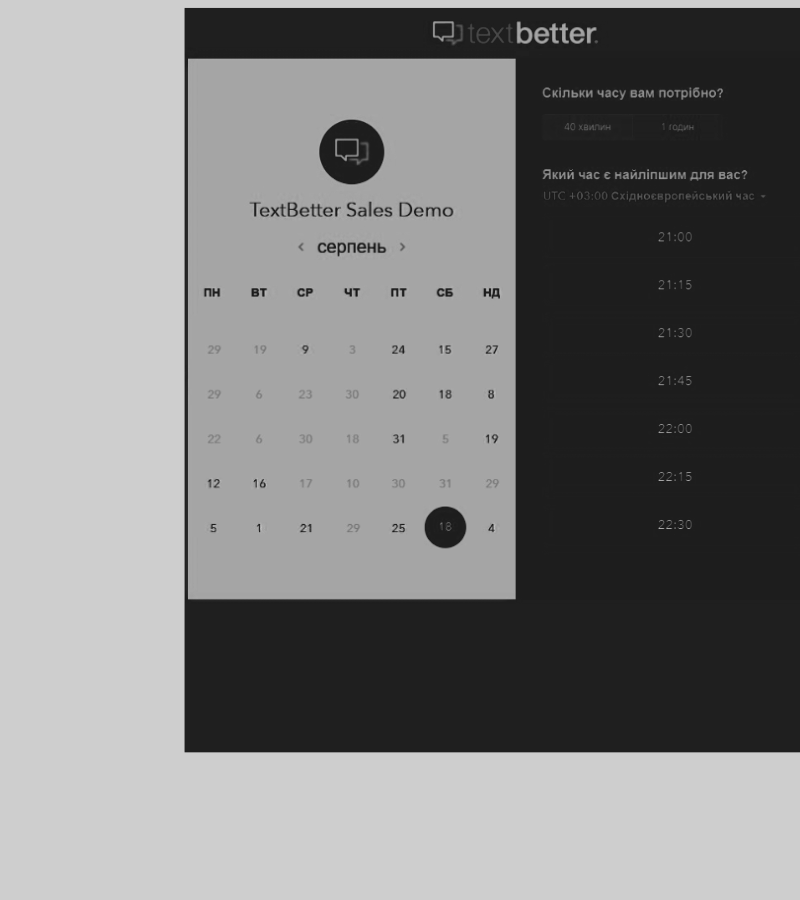 textbetter.
TextBetter Sales Demo
< серпень >
ПН ВТ СР ЧТ ПТ СБ НД
29 19 9 3 24 15 27
29 6 23 30 20 18 8
22 6 30 18 31 5 19
12 16 17 10 30 31 29
5 1 21 29 25 18 4
Скільки часу вам потрібно?
40 хвилин 1 годин
Який час є найліпшим для вас?
UTC +03:00 Східноєвропейський час
21:00
21:15
21:30
21:45
22:00
22:15
22:30